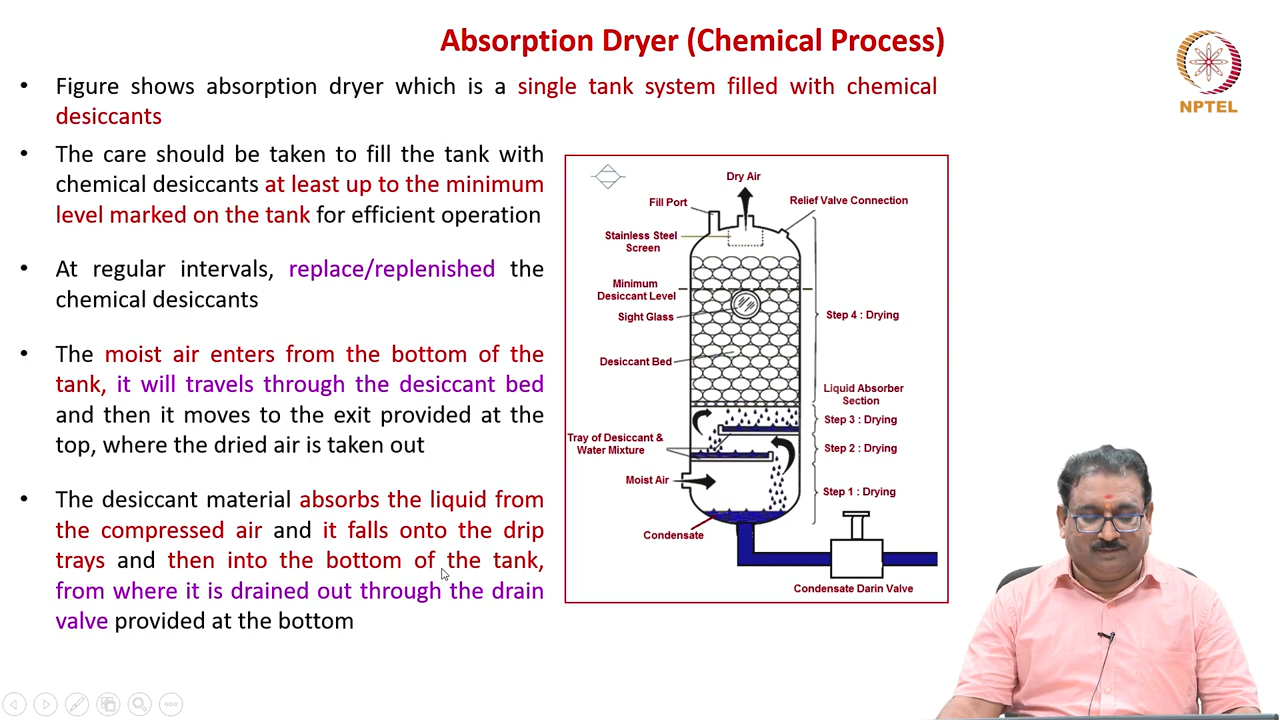 Absorption Dryer (Chemical Process)
• Figure shows absorption dryer which is a single tank system filled with chemical
desiccants
• The care should be taken to fill the tank with
chemical desiccants at least up to the minimum
level marked on the tank for efficient operation
• At regular intervals, replace/replenished the
chemical desiccants
• The moist air enters from the bottom of the
tank, it will travels through the desiccant bed
and then it moves to the exit provided at the
top, where the dried air is taken out
• The desiccant material absorbs the liquid from
the compressed air and it falls onto the drip
trays and then into the bottom of the tank,
from where it is drained out through the drain
valve provided at the bottom
Dry Air
Fill Port
Relief Valve Connection
Stainless Steel
Screen
Minimum
Desiccant Level
Sight Glass
Step 4 : Drying
Desiccant Bed
Liquid Absorber
Section
Step 3 : Drying
Tray of Desiccant &
Water Mixture
Step 2 : Drying
Moist Air
Step 1 : Drying
Condensate
Condensate Darin Valve
NPTEL